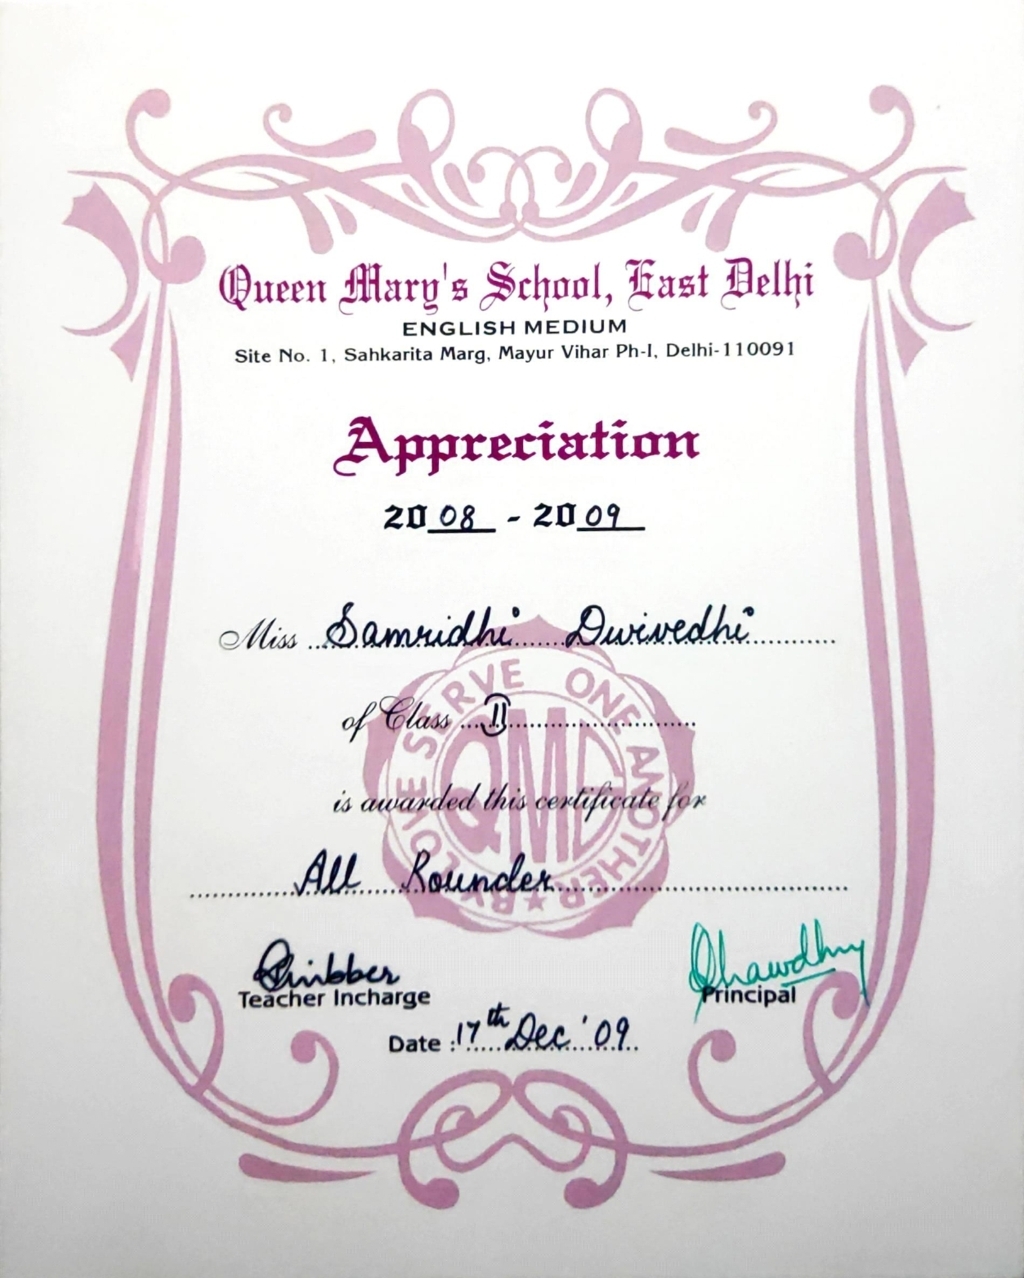 Queen Mary's School, East Delhi
ENGLISH MEDIUM
Site No. 1, Sahkarita Marg, Mayur Vihar Ph-I, Delhi-110091
Appreciation
2008 - 2009
Miss Samridhi Dwivedhi
of Class II
is awarded this certificate for
All Rounder
BY LOVE SERVE ONE ANOTHER
QMC
Chibber
Teacher Incharge
Principal
Date : 17th Dec '09